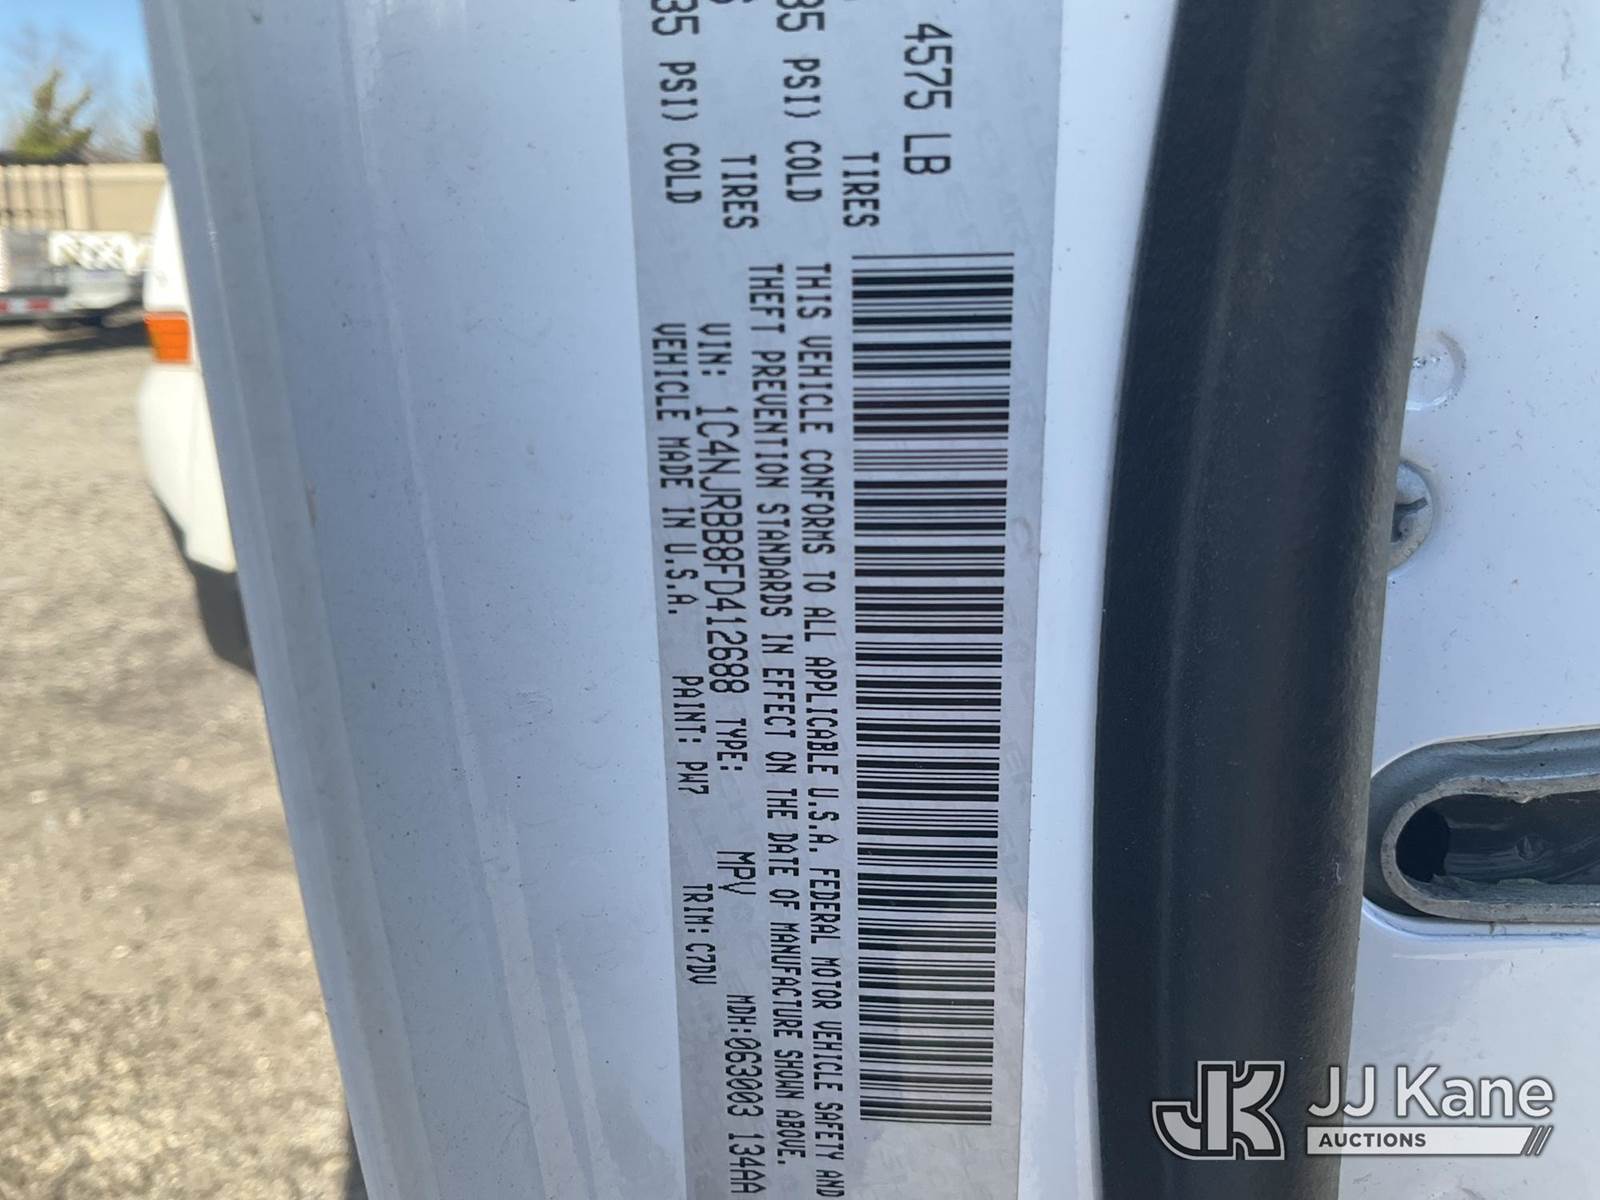 4575 LB
35 PSI) COLD
TIRES
35 PSI) COLD
TIRES
THIS VEHICLE CONFORMS TO ALL APPLICABLE U.S.A. FEDERAL MOTOR VEHICLE SAFETY AND
THEFT PREVENTION STANDARDS IN EFFECT ON THE DATE OF MANUFACTURE SHOWN ABOVE.
VIN: 1C4NJRBB8FD412688 TYPE: MPV MDH:063003 134AA
VEHICLE MADE IN U.S.A. PAINT: PW7 TRIM: C7DV
JK JJ Kane
AUCTIONS